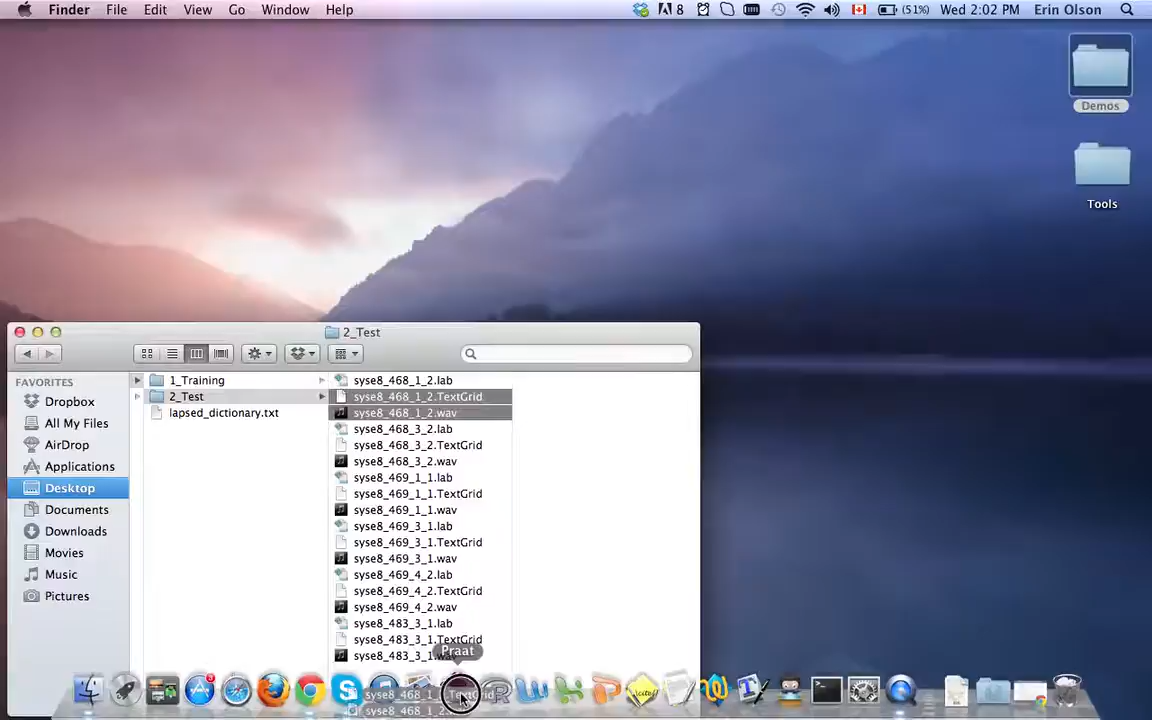 Finder File Edit View Go Window Help 8 (51%) Wed 2:02 PM Erin Olson
Demos
Tools
2_Test
FAVORITES
Dropbox
All My Files
AirDrop
Applications
Desktop
Documents
Downloads
Movies
Music
Pictures
1_Training
2_Test
lapsed_dictionary.txt
syse8_468_1_2.lab
syse8_468_1_2.TextGrid
syse8_468_1_2.wav
syse8_468_3_2.lab
syse8_468_3_2.TextGrid
syse8_468_3_2.wav
syse8_469_1_1.lab
syse8_469_1_1.TextGrid
syse8_469_1_1.wav
syse8_469_3_1.lab
syse8_469_3_1.TextGrid
syse8_469_3_1.wav
syse8_469_4_2.lab
syse8_469_4_2.TextGrid
syse8_469_4_2.wav
syse8_483_3_1.lab
syse8_483_3_1.TextGrid
syse8_483_3_1.wav
Praat